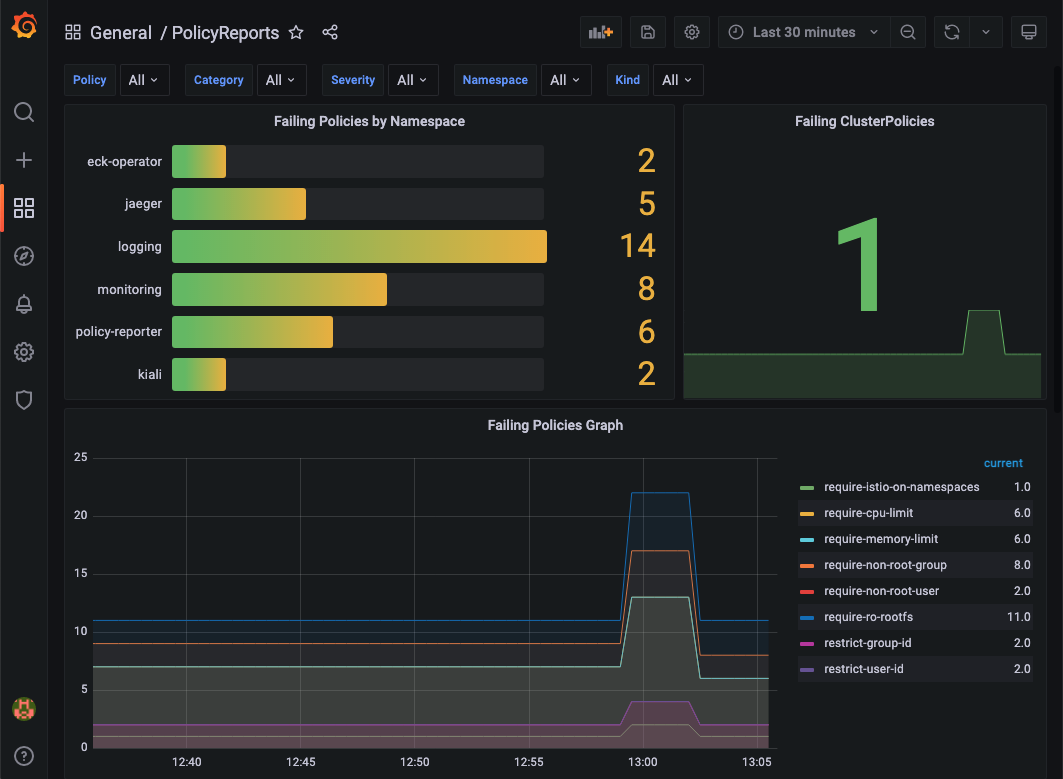 General / PolicyReports
Last 30 minutes
Policy All Category All Severity All Namespace All Kind All
Failing Policies by Namespace
eck-operator 2
jaeger 5
logging 14
monitoring 8
policy-reporter 6
kiali 2
Failing ClusterPolicies
1
Failing Policies Graph
25
20
15
10
5
0
12:40 12:45 12:50 12:55 13:00 13:05
current
require-istio-on-namespaces 1.0
require-cpu-limit 6.0
require-memory-limit 6.0
require-non-root-group 8.0
require-non-root-user 2.0
require-ro-rootfs 11.0
restrict-group-id 2.0
restrict-user-id 2.0